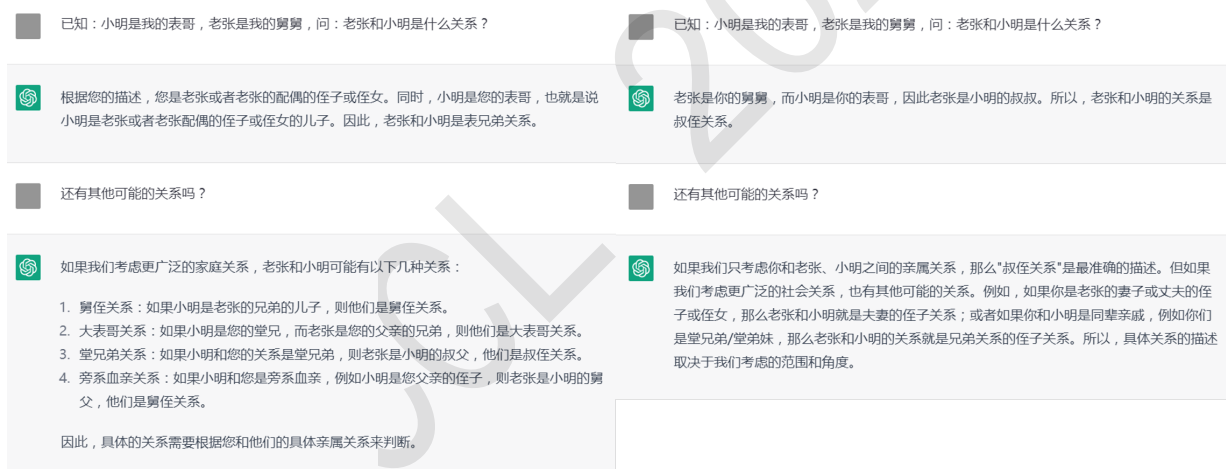 已知：小明是我的表哥，老张是我的舅舅，问：老张和小明是什么关系？
根据您的描述，您是老张或者老张的配偶的侄子或侄女。同时，小明是您的表哥，也就是说
小明是老张或者老张配偶的侄子或侄女的儿子。因此，老张和小明是表兄弟关系。
还有其他可能的关系吗？
如果我们考虑更广泛的家庭关系，老张和小明可能有以下几种关系：
1. 舅侄关系：如果小明是老张的兄弟的儿子，则他们是舅侄关系。
2. 大表哥关系：如果小明是您的堂兄，而老张是您的父亲的兄弟，则他们是大表哥关系。
3. 堂兄弟关系：如果小明和您的关系是堂兄弟，则老张是小明的叔父，他们是叔侄关系。
4. 旁系血亲关系：如果小明和您是旁系血亲，例如小明是您父亲的侄子，则老张是小明的舅
父，他们是舅侄关系。
因此，具体的关系需要根据您和他们的具体亲属关系来判断。
已知：小明是我的表哥，老张是我的舅舅，问：老张和小明是什么关系？
老张是你的舅舅，而小明是你的表哥，因此老张是小明的叔叔。所以，老张和小明的关系是
叔侄关系。
还有其他可能的关系吗？
如果我们只考虑你和老张、小明之间的亲属关系，那么"叔侄关系"是最准确的描述。但如果
我们考虑更广泛的社会关系，也有其他可能的关系。例如，如果你是老张的妻子或丈夫的侄
子或侄女，那么老张和小明就是夫妻的侄子关系；或者如果你和小明是同辈亲戚，例如你们
是堂兄弟/堂弟妹，那么老张和小明的关系就是兄弟关系的侄子关系。所以，具体关系的描述
取决于我们考虑的范围和角度。
CCL 20